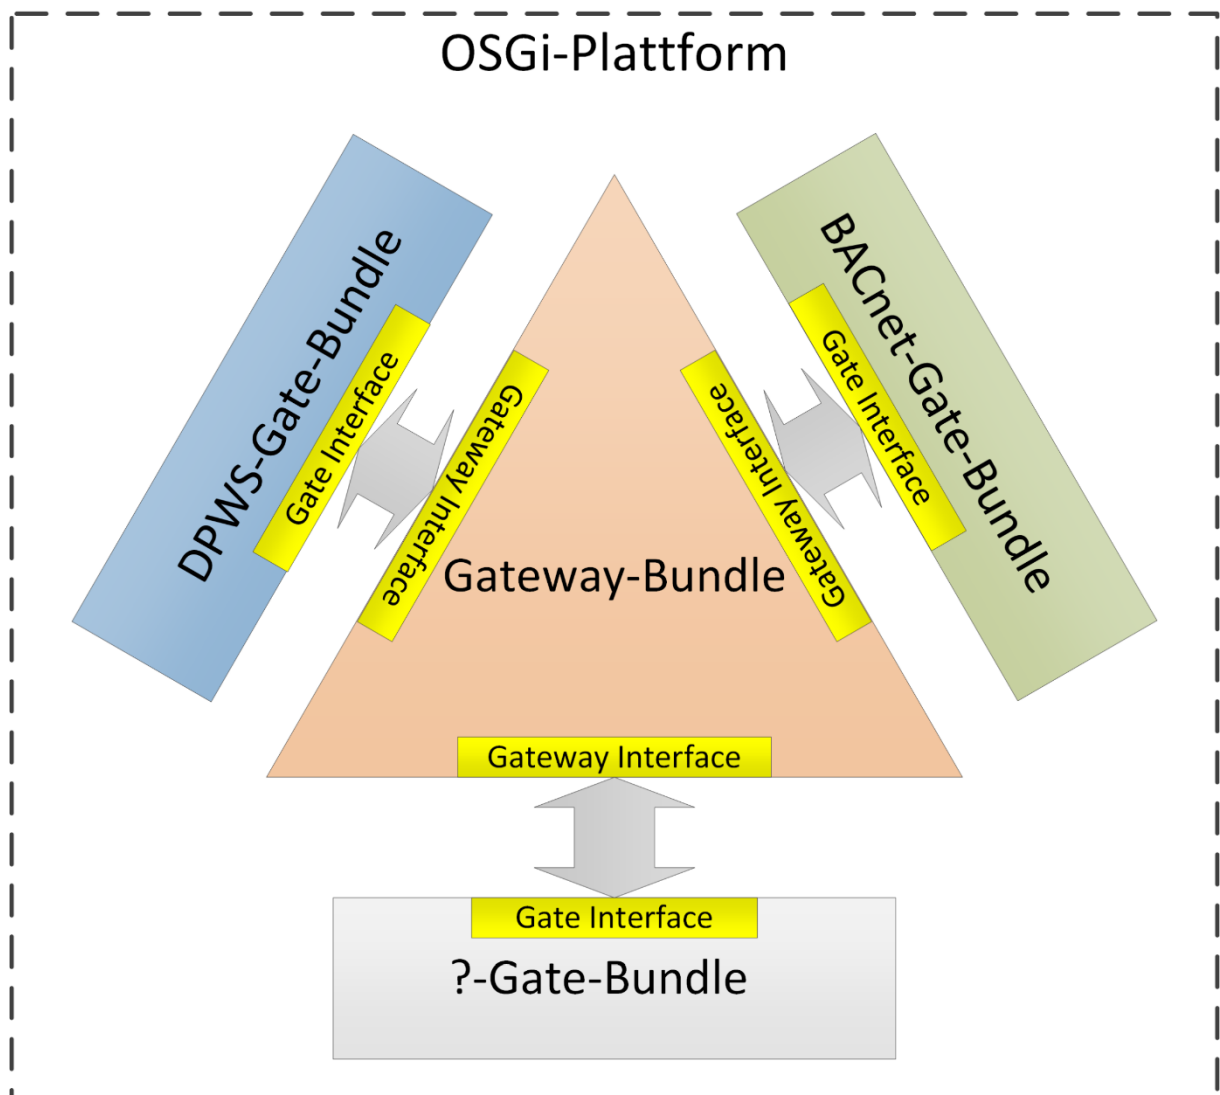 OSGi-Plattform
DPWS-Gate-Bundle
Gate Interface
Gateway Interface
BACnet-Gate-Bundle
Gate Interface
Gateway Interface
Gateway-Bundle
Gateway Interface
Gate Interface
?-Gate-Bundle